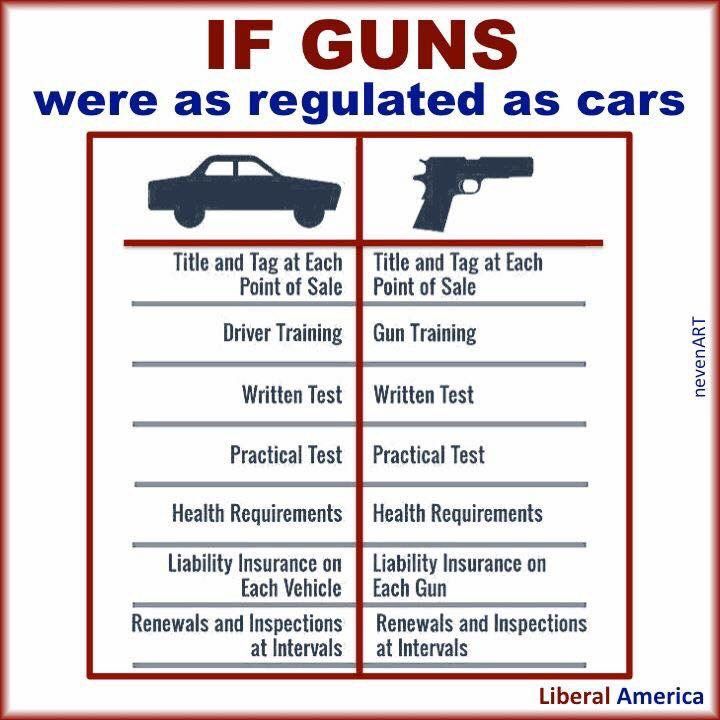 IF GUNS
were as regulated as cars
Title and Tag at Each
Point of Sale
Title and Tag at Each
Point of Sale
Driver Training
Gun Training
Written Test
Written Test
Practical Test
Practical Test
Health Requirements
Health Requirements
Liability Insurance on
Each Vehicle
Liability Insurance on
Each Gun
Renewals and Inspections
at Intervals
Renewals and Inspections
at Intervals
nevenART
Liberal America